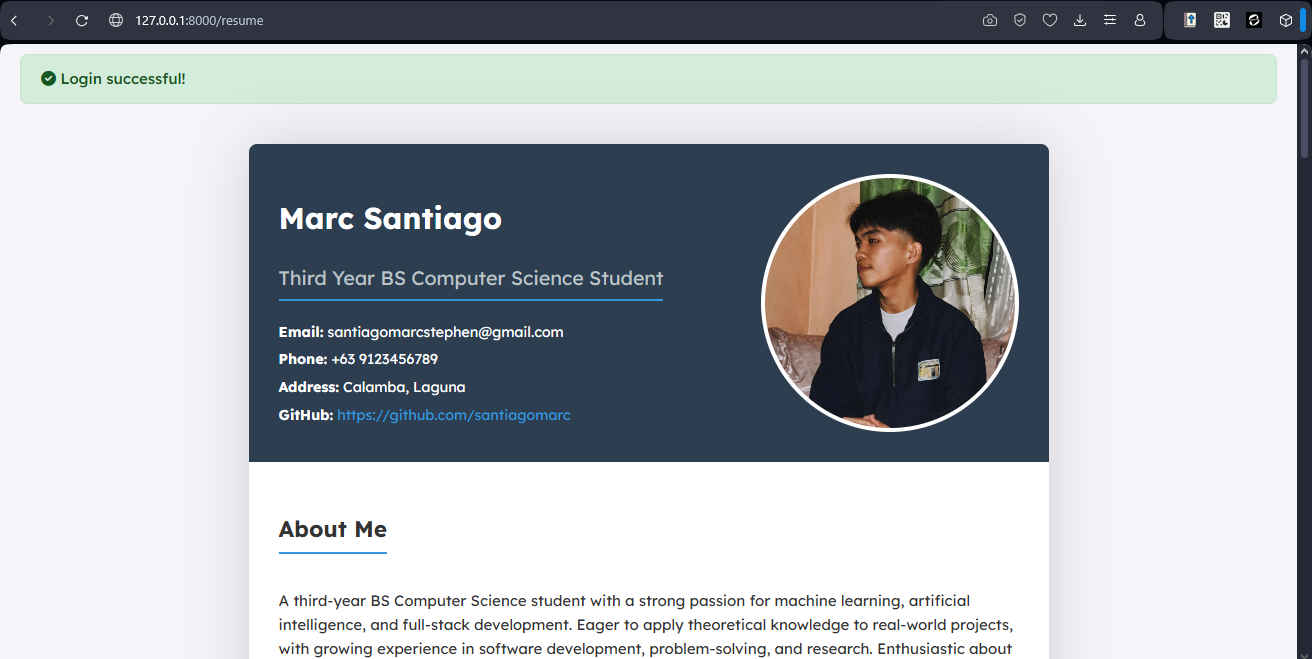 127.0.0.1:8000/resume
Login successful!
Marc Santiago
Third Year BS Computer Science Student
Email: santiagomarcstephen@gmail.com
Phone: +63 9123456789
Address: Calamba, Laguna
GitHub: https://github.com/santiagomarc
About Me
A third-year BS Computer Science student with a strong passion for machine learning, artificial
intelligence, and full-stack development. Eager to apply theoretical knowledge to real-world projects,
with growing experience in software development, problem-solving, and research. Enthusiastic about